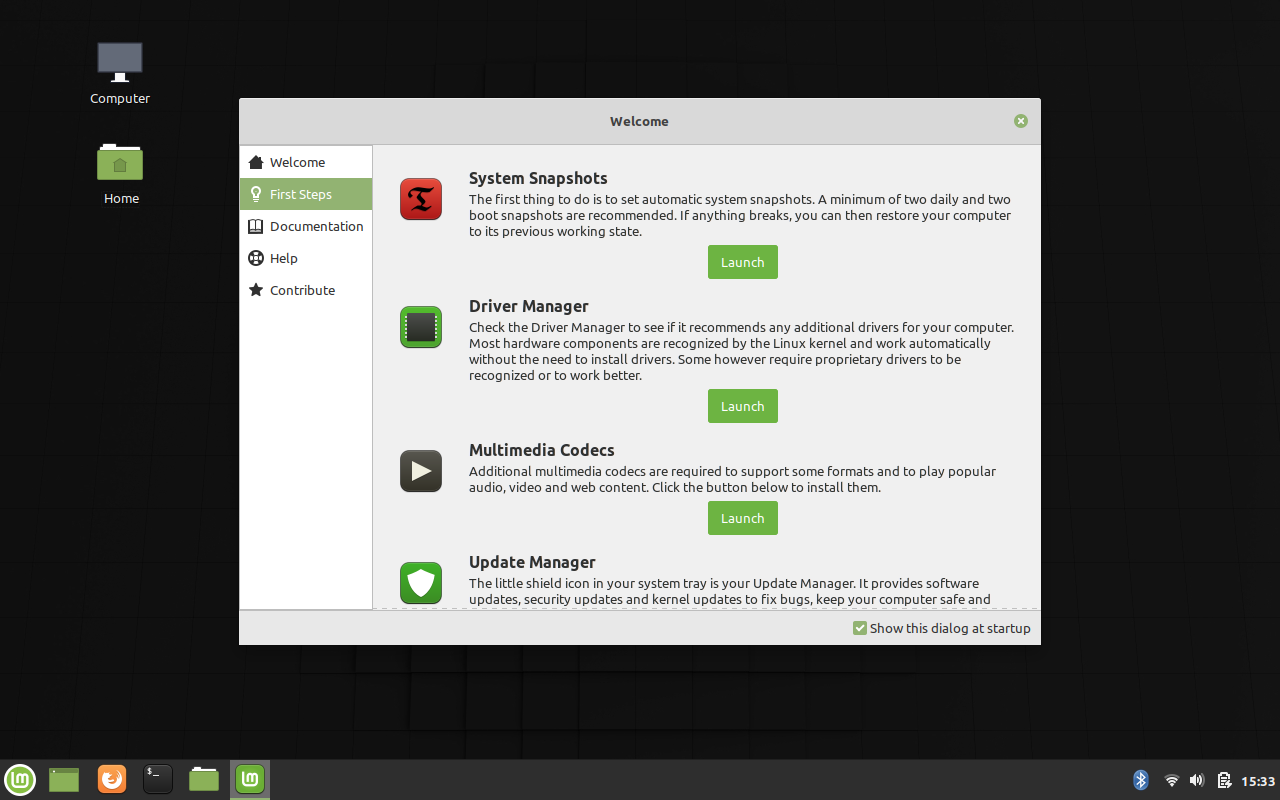 Computer
Home
Welcome
Welcome
First Steps
Documentation
Help
Contribute
System Snapshots
The first thing to do is to set automatic system snapshots. A minimum of two daily and two
boot snapshots are recommended. If anything breaks, you can then restore your computer
to its previous working state.
Launch
Driver Manager
Check the Driver Manager to see if it recommends any additional drivers for your computer.
Most hardware components are recognized by the Linux kernel and work automatically
without the need to install drivers. Some however require proprietary drivers to be
recognized or to work better.
Launch
Multimedia Codecs
Additional multimedia codecs are required to support some formats and to play popular
audio, video and web content. Click the button below to install them.
Launch
Update Manager
The little shield icon in your system tray is your Update Manager. It provides software
updates, security updates and kernel updates to fix bugs, keep your computer safe and
Show this dialog at startup
$_
15:33